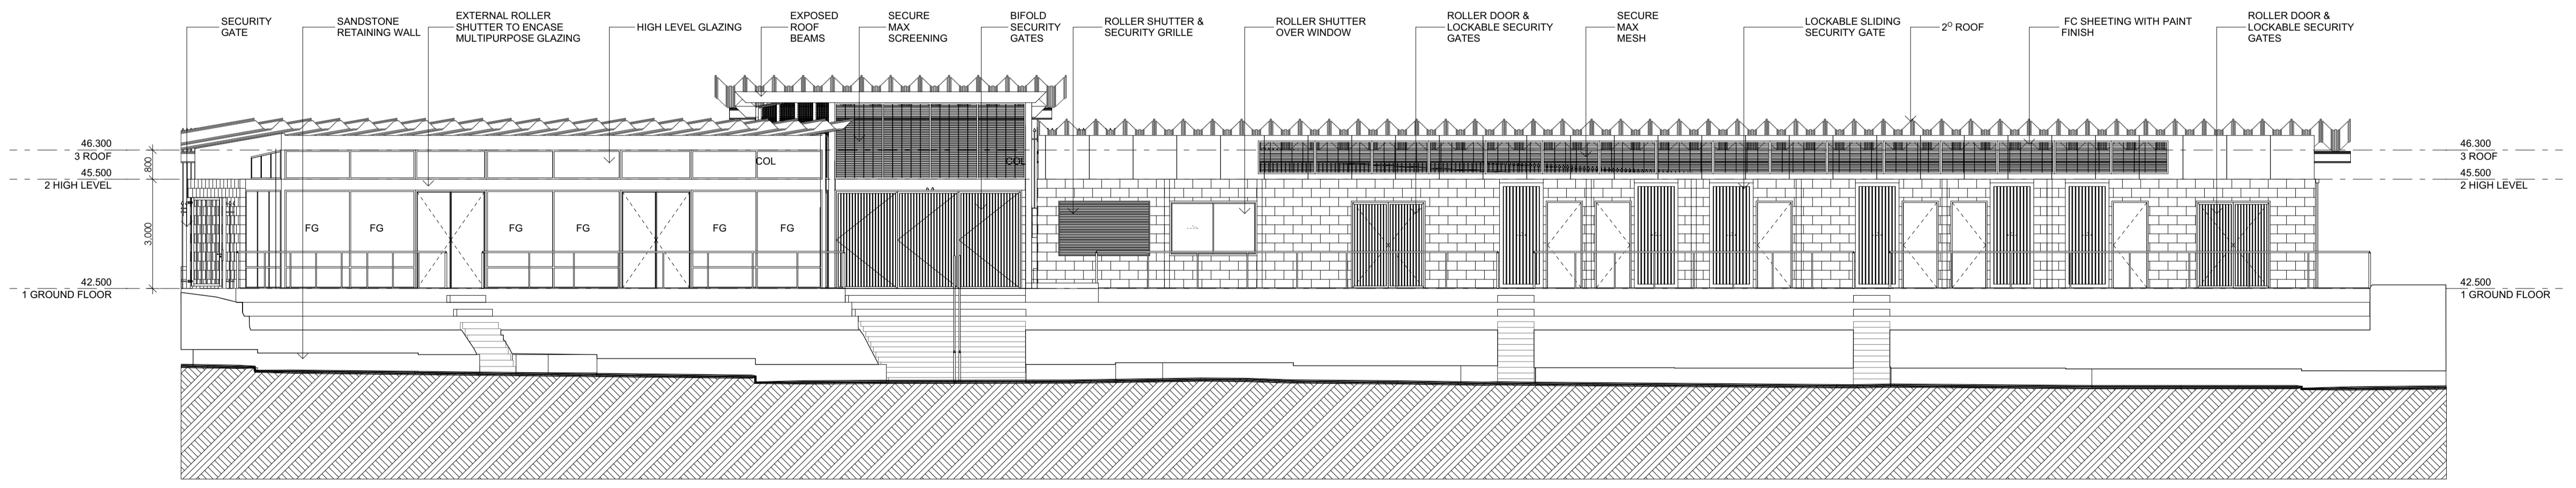 SECURITY
GATE
SANDSTONE
RETAINING WALL
EXTERNAL ROLLER
SHUTTER TO ENCASE
MULTIPURPOSE GLAZING
HIGH LEVEL GLAZING
EXPOSED
ROOF
BEAMS
SECURE
MAX
SCREENING
BIFOLD
SECURITY
GATES
ROLLER SHUTTER &
SECURITY GRILLE
ROLLER SHUTTER
OVER WINDOW
ROLLER DOOR &
LOCKABLE SECURITY
GATES
SECURE
MAX
MESH
LOCKABLE SLIDING
SECURITY GATE
2⁰ ROOF
FC SHEETING WITH PAINT
FINISH
ROLLER DOOR &
LOCKABLE SECURITY
GATES
46.300
3 ROOF
45.500
2 HIGH LEVEL
42.500
1 GROUND FLOOR
800
3,000
COL
COL
FG
FG
FG
FG
FG
FG
46.300
3 ROOF
45.500
2 HIGH LEVEL
42.500
1 GROUND FLOOR